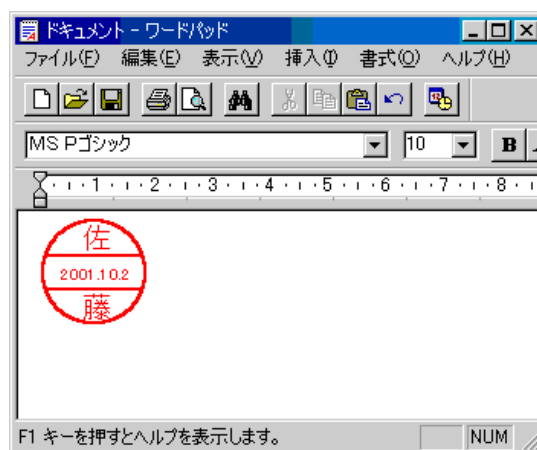 ドキュメント - ワードパッド
ファイル(F) 編集(E) 表示(V) 挿入(I) 書式(O) ヘルプ(H)
MS Pゴシック 10 B
1 2 3 4 5 6 7 8
佐
2001.10.2
藤
F1 キーを押すとヘルプを表示します。 NUM